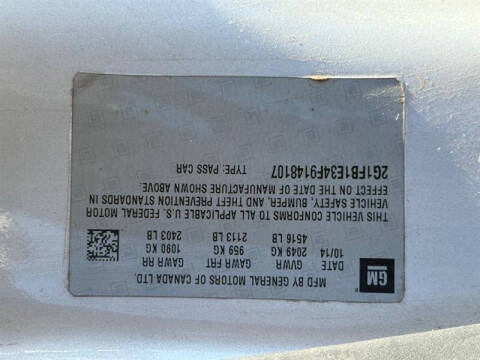 GM
MFD BY GENERAL MOTORS OF CANADA LTD.
DATE GVWR GAWR FRT GAWR RR
10/14 2049 KG 959 KG 1090 KG
4516 LB 2113 LB 2403 LB
THIS VEHICLE CONFORMS TO ALL APPLICABLE U.S. FEDERAL MOTOR
VEHICLE SAFETY, BUMPER, AND THEFT PREVENTION STANDARDS IN
EFFECT ON THE DATE OF MANUFACTURE SHOWN ABOVE.
2G1FB1E34F9148107 TYPE: PASS CAR